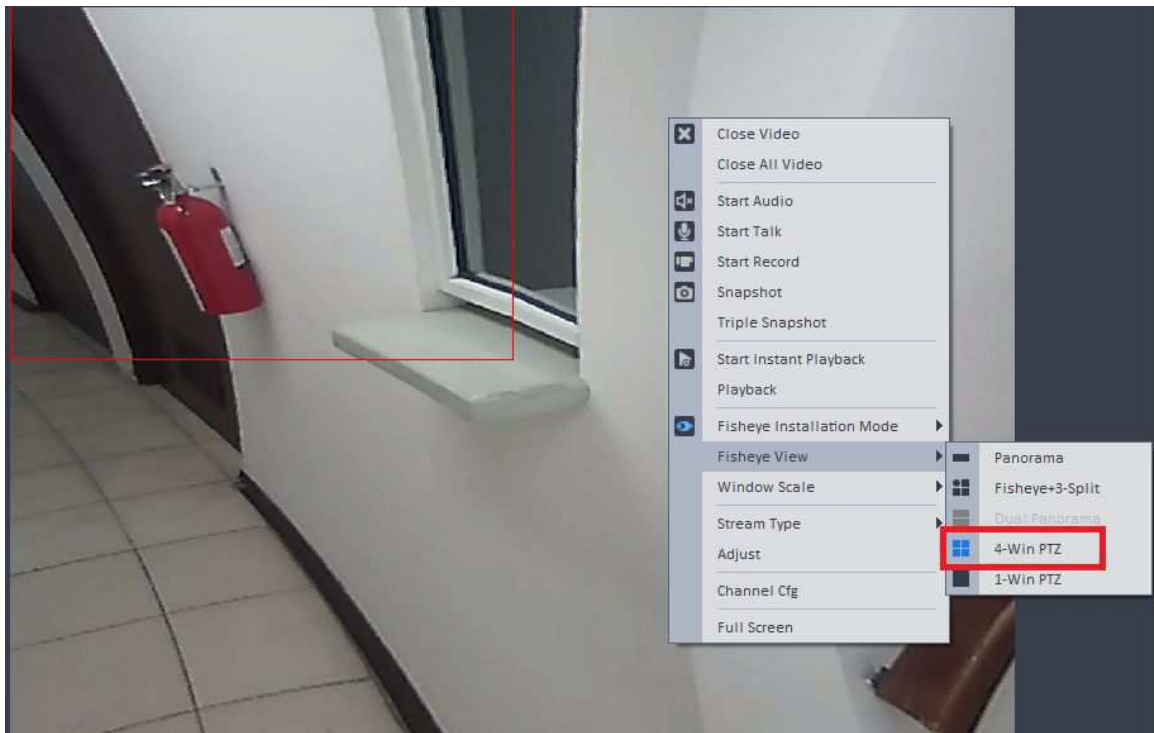 Close Video
Close All Video
Start Audio
Start Talk
Start Record
Snapshot
Triple Snapshot
Start Instant Playback
Playback
Fisheye Installation Mode
Fisheye View
Window Scale
Stream Type
Adjust
Channel Cfg
Full Screen
Panorama
Fisheye+3-Split
Dual Panorama
4-Win PTZ
1-Win PTZ